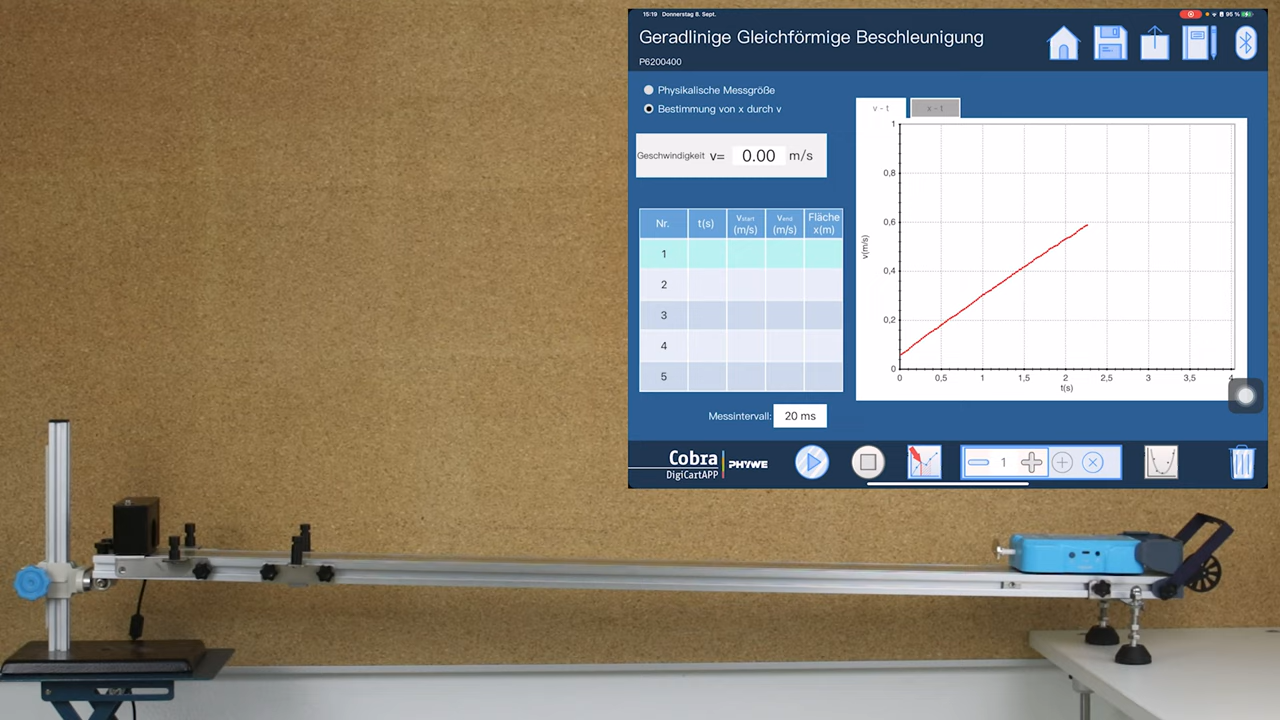 15:19 Donnerstag 8. Sept.
95 %
Geradlinige Gleichförmige Beschleunigung
P6200400
Physikalische Messgröße
Bestimmung von x durch v
Geschwindigkeit v= 0.00 m/s
Nr. t(s) vstart (m/s) vend (m/s) Fläche x(m)
1
2
3
4
5
Messintervall: 20 ms
v - t x - t
1
0,8
0,6
0,4
0,2
0
v(m/s)
0 0,5 1 1,5 2 2,5 3 3,5 4
t(s)
Cobra
DigiCartAPP
PHYWE
1